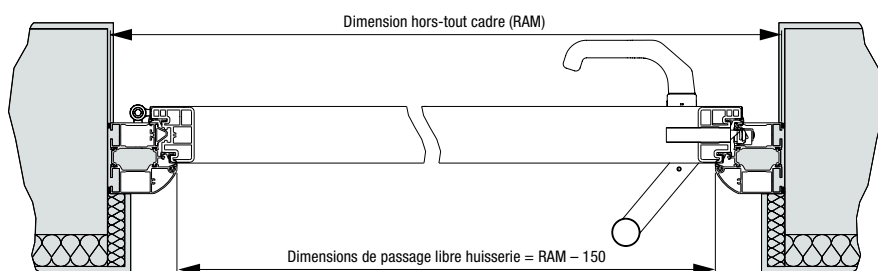 Dimension hors-tout cadre (RAM)
Dimensions de passage libre huisserie = RAM – 150